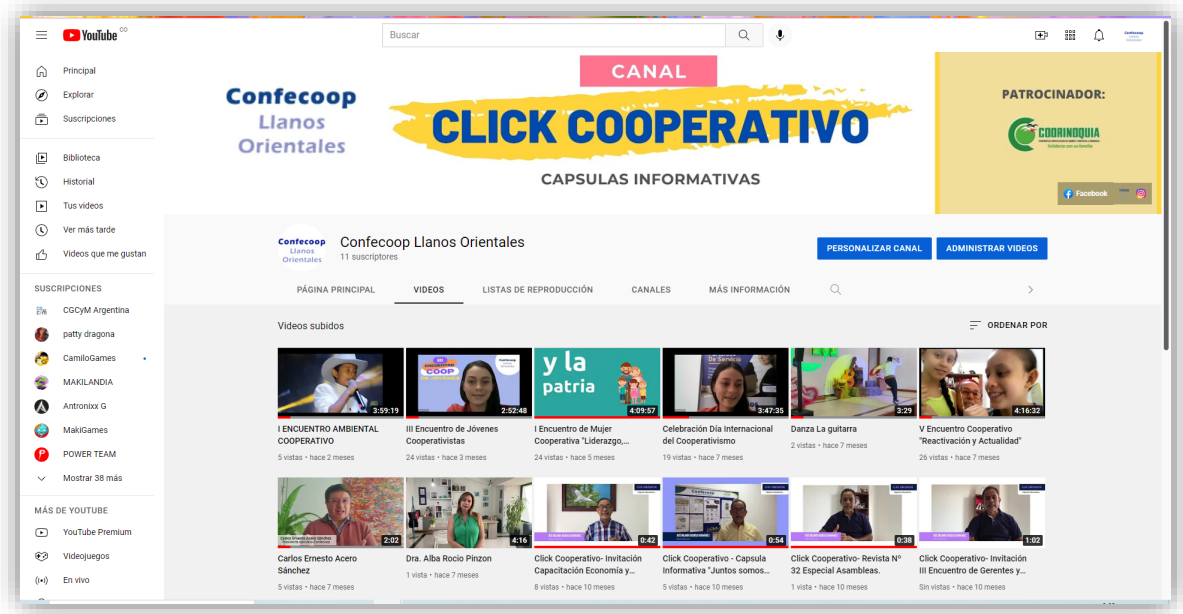 YouTube CO
Buscar
Principal
Explorar
Suscripciones
Biblioteca
Historial
Tus videos
Ver más tarde
Videos que me gustan
SUSCRIPCIONES
CGCyM Argentina
patty dragona
CamiloGames
MAKILANDIA
Antronixx G
MakiGames
POWER TEAM
Mostrar 38 más
MÁS DE YOUTUBE
YouTube Premium
Videojuegos
En vivo
Confecoop
Llanos
Orientales
CANAL
CLICK COOPERATIVO
CAPSULAS INFORMATIVAS
PATROCINADOR:
COORINOQUIA
Facebook
Confecoop
Llanos
Orientales
Confecoop Llanos Orientales
11 suscriptores
PERSONALIZAR CANAL
ADMINISTRAR VIDEOS
PÁGINA PRINCIPAL
VIDEOS
LISTAS DE REPRODUCCIÓN
CANALES
MÁS INFORMACIÓN
Videos subidos
ORDENAR POR
3:59:19
I ENCUENTRO AMBIENTAL
COOPERATIVO
5 vistas • hace 2 meses
2:52:48
III Encuentro de Jóvenes
Cooperativistas
24 vistas • hace 3 meses
y la
patria
4:09:57
I Encuentro de Mujer
Cooperativa "Liderazgo,...
24 vistas • hace 5 meses
3:47:35
Celebración Día Internacional
del Cooperativismo
19 vistas • hace 7 meses
3:29
Danza La guitarra
2 vistas • hace 7 meses
4:16:32
V Encuentro Cooperativo
"Reactivación y Actualidad"
26 vistas • hace 7 meses
2:02
Carlos Ernesto Acero
Sánchez
5 vistas • hace 7 meses
4:16
Dra. Alba Rocio Pinzon
1 vista • hace 7 meses
0:42
Click Cooperativo- Invitación
Capacitación Economía y...
8 vistas • hace 10 meses
0:54
Click Cooperativo - Capsula
Informativa "Juntos somos...
5 vistas • hace 10 meses
0:38
Click Cooperativo- Revista Nº
32 Especial Asambleas.
1 vista • hace 10 meses
1:02
Click Cooperativo- Invitación
III Encuentro de Gerentes y...
Sin vistas • hace 10 meses